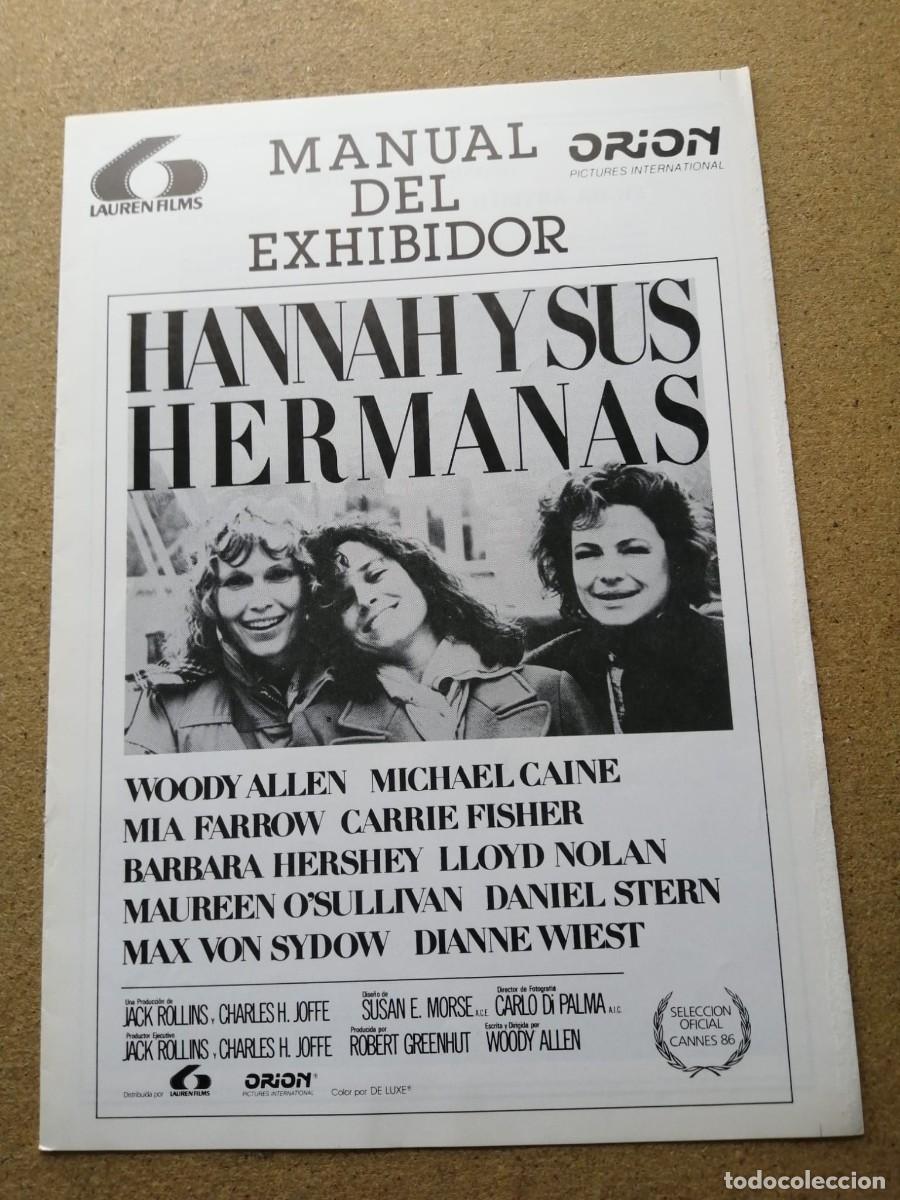 LAUREN FILMS
MANUAL
DEL
EXHIBIDOR
ORION
PICTURES INTERNATIONAL
HANNAH Y SUS
HERMANAS
WOODY ALLEN MICHAEL CAINE
MIA FARROW CARRIE FISHER
BARBARA HERSHEY LLOYD NOLAN
MAUREEN O'SULLIVAN DANIEL STERN
MAX VON SYDOW DIANNE WIEST
Una Producción de Diseño de Director de Fotografía
JACK ROLLINS y CHARLES H. JOFFE SUSAN E. MORSE A.C.E. CARLO Di PALMA A.I.C.
Productor Ejecutivo Producida por Escrita y Dirigida por
JACK ROLLINS y CHARLES H. JOFFE ROBERT GREENHUT WOODY ALLEN
SELECCION
OFICIAL
CANNES 86
Distribuida por LAUREN FILMS ORION® PICTURES INTERNATIONAL Color por DE LUXE®
todocoleccion